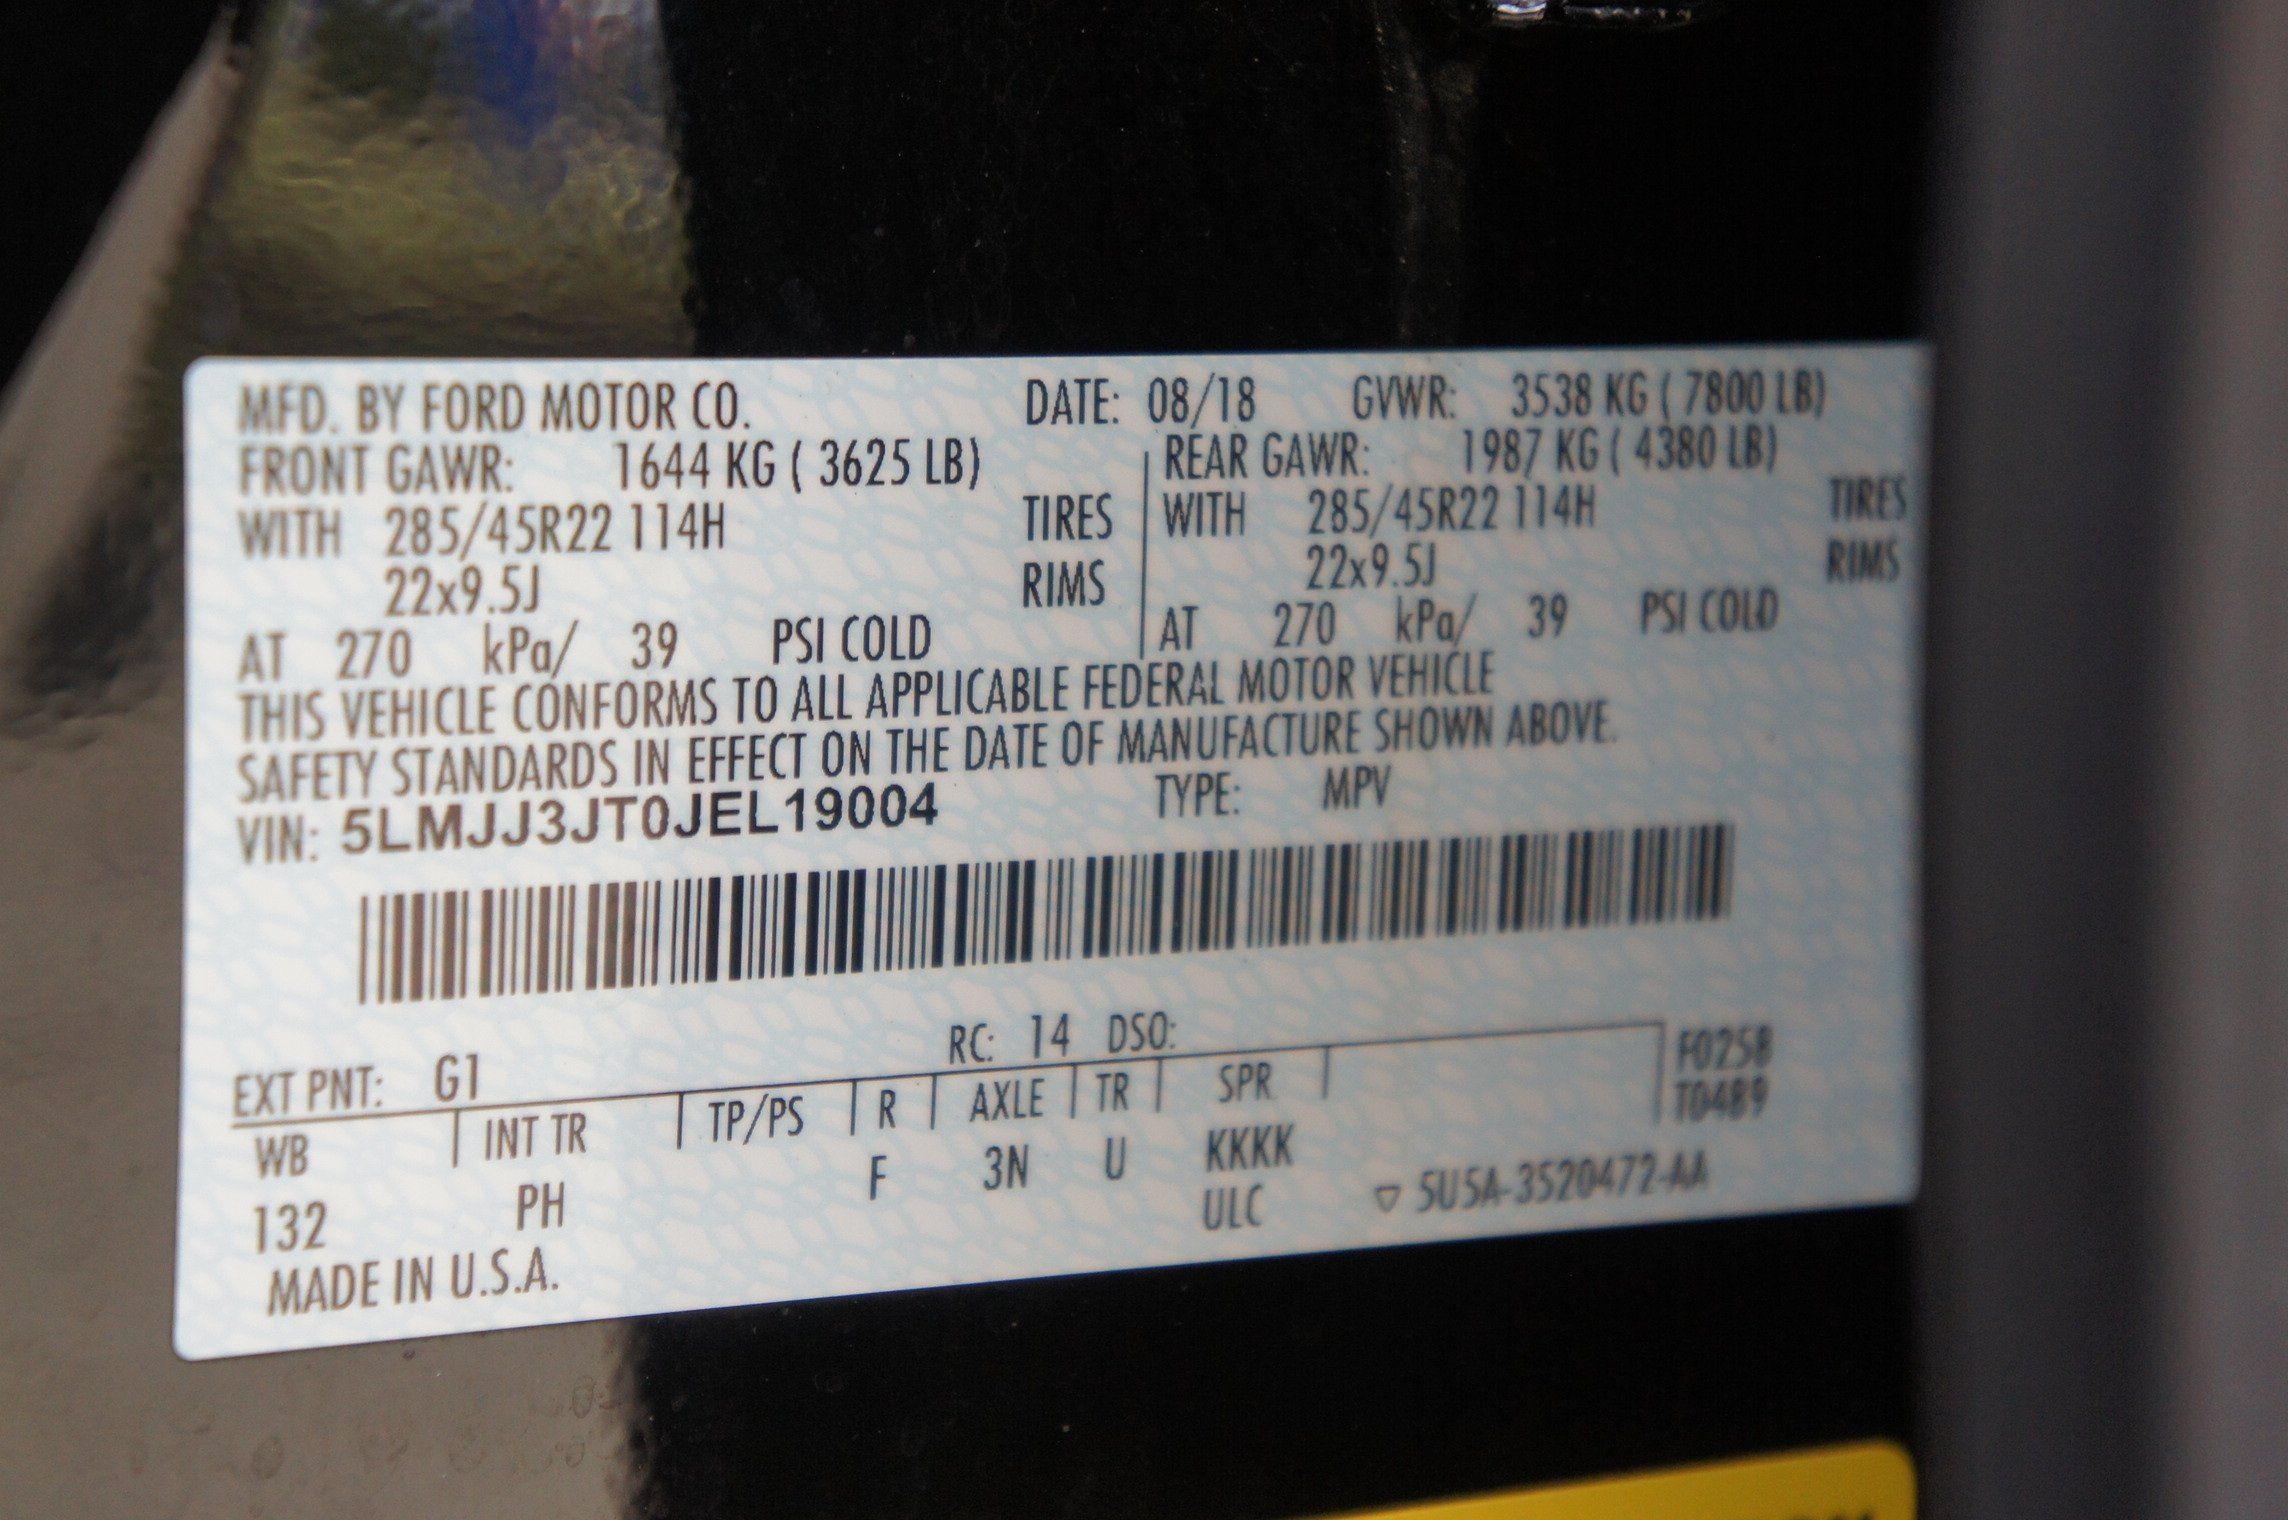 MFD. BY FORD MOTOR CO. DATE: 08/18 GVWR: 3538 KG ( 7800 LB)
FRONT GAWR: 1644 KG ( 3625 LB) REAR GAWR: 1987 KG ( 4380 LB)
WITH 285/45R22 114H TIRES WITH 285/45R22 114H TIRES
22x9.5J RIMS 22x9.5J RIMS
AT 270 kPa/ 39 PSI COLD AT 270 kPa/ 39 PSI COLD
THIS VEHICLE CONFORMS TO ALL APPLICABLE FEDERAL MOTOR VEHICLE
SAFETY STANDARDS IN EFFECT ON THE DATE OF MANUFACTURE SHOWN ABOVE.
VIN: 5LMJJ3JT0JEL19004 TYPE: MPV
EXT PNT: G1 RC: 14 DSO:
WB INT TR TP/PS R AXLE TR SPR F0258
T0489
132 PH F 3N U KKKK
ULC ▽ 5U5A-3520472-AA
MADE IN U.S.A.